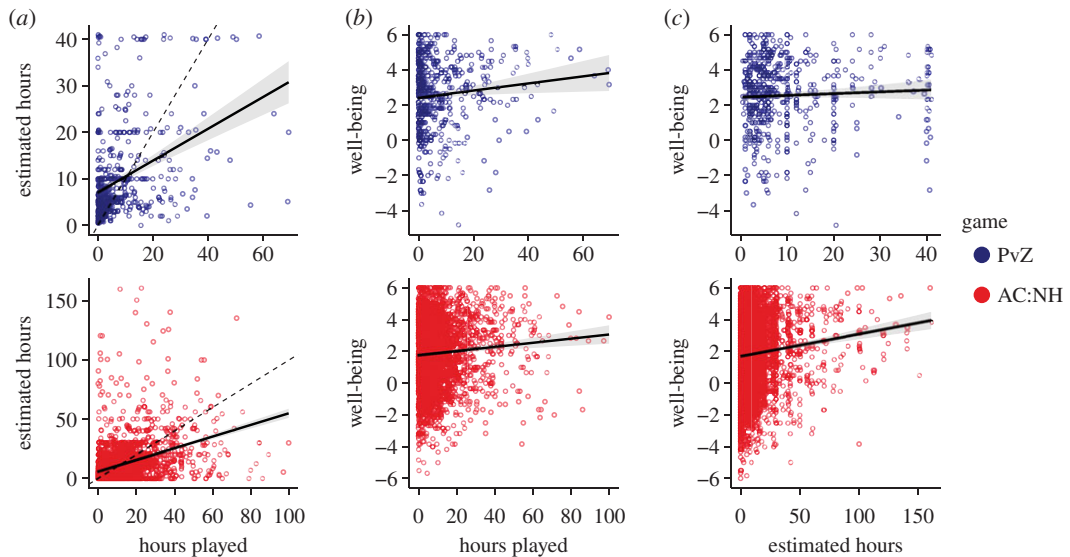 (a)
(b)
(c)
estimated hours
40
30
20
10
0
0 20 40 60
well-being
6
4
2
0
−2
−4
0 20 40 60
well-being
6
4
2
0
−2
−4
0 10 20 30 40
game
PvZ
AC:NH
estimated hours
150
100
50
0
0 20 40 60 80 100
hours played
well-being
6
4
2
0
−2
−4
−6
0 20 40 60 80 100
hours played
well-being
6
4
2
0
−2
−4
−6
0 50 100 150
estimated hours